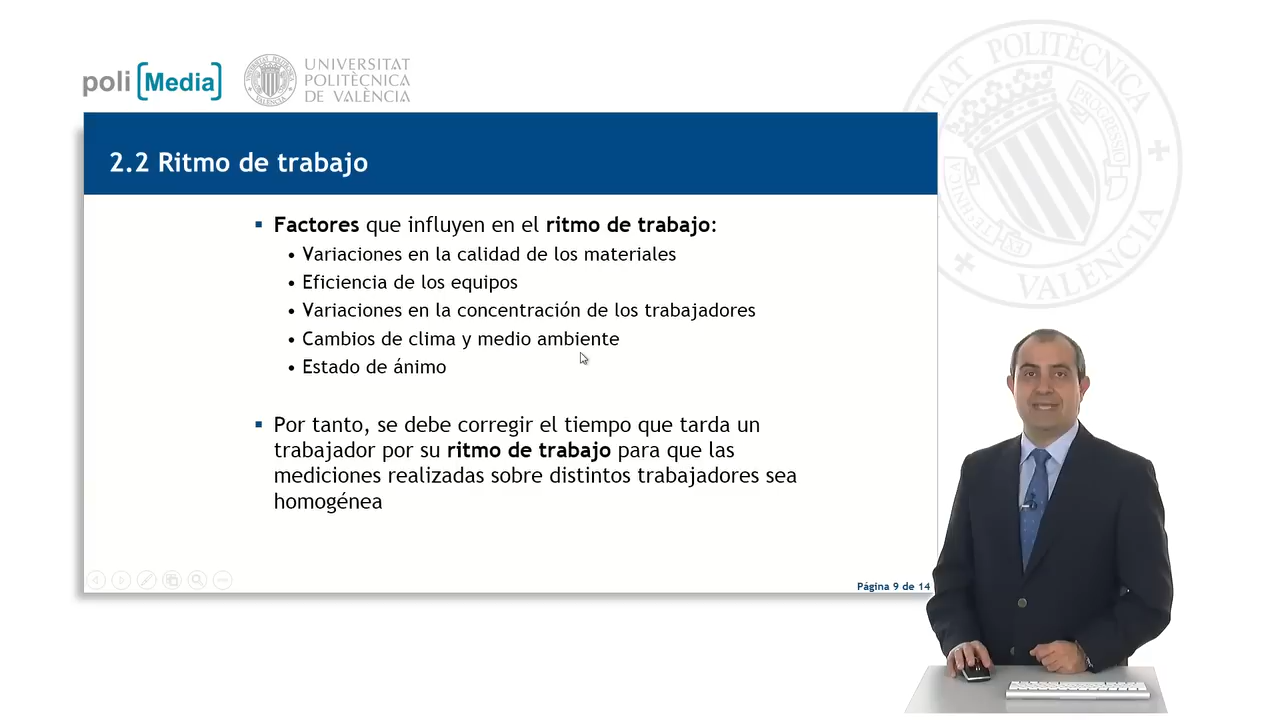 poli [Media]
UNIVERSITAT
POLITÈCNICA
DE VALÈNCIA
2.2 Ritmo de trabajo
▪ Factores que influyen en el ritmo de trabajo:
• Variaciones en la calidad de los materiales
• Eficiencia de los equipos
• Variaciones en la concentración de los trabajadores
• Cambios de clima y medio ambiente
• Estado de ánimo
▪ Por tanto, se debe corregir el tiempo que tarda un
trabajador por su ritmo de trabajo para que las
mediciones realizadas sobre distintos trabajadores sea
homogénea
Página 9 de 14
POLITÈCNICA
PROGRESSIO
VALÈNCIA